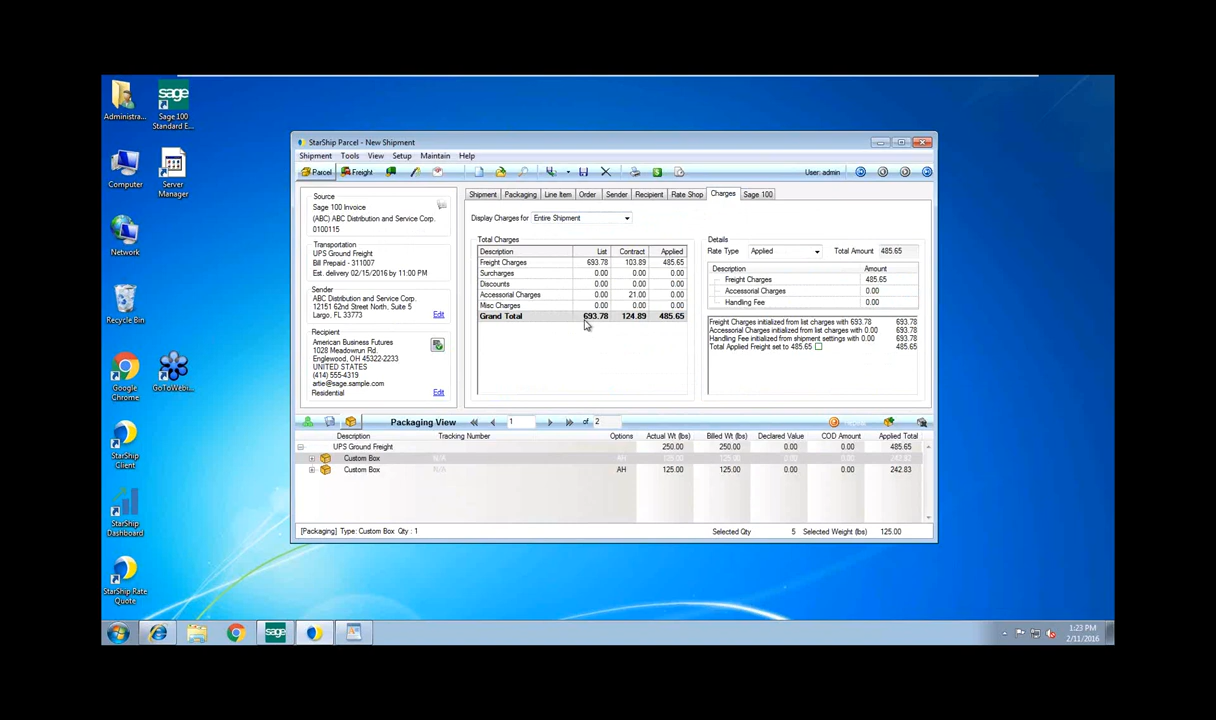 Administra...
sage
Sage 100
Standard E...
Computer
Server
Manager
Network
Recycle Bin
Google
Chrome
GoToWebi...
StarShip
Client
StarShip
Dashboard
StarShip Rate
Quote
StarShip Parcel - New Shipment
Shipment Tools View Setup Maintain Help
Parcel Freight User: admin
Source
Sage 100 Invoice
(ABC) ABC Distribution and Service Corp.
0100115
Transportation
UPS Ground Freight
Bill Prepaid - 311007
Est. delivery 02/15/2016 by 11:00 PM
Sender
ABC Distribution and Service Corp.
12151 62nd Street North, Suite 5
Largo, FL 33773
Edit
Recipient
American Business Futures
1028 Meadowrun Rd.
Englewood, OH 45322-2233
UNITED STATES
(414) 555-4319
artie@sage.sample.com
Residential
Edit
Shipment Packaging Line Item Order Sender Recipient Rate Shop Charges Sage 100
Display Charges for Entire Shipment
Total Charges
Description List Contract Applied
Freight Charges 693.78 103.89 485.65
Surcharges 0.00 0.00 0.00
Discounts 0.00 0.00 0.00
Accessorial Charges 0.00 21.00 0.00
Misc Charges 0.00 0.00 0.00
Grand Total 693.78 124.89 485.65
Details
Rate Type Applied Total Amount 485.65
Description Amount
Freight Charges 485.65
Accessorial Charges 0.00
Handling Fee 0.00
Freight Charges initialized from list charges with 693.78 693.78
Accessorial Charges initialized from list charges with 0.00 693.78
Handling Fee initialized from shipment settings with 0.00 693.78
Total Applied Freight set to 485.65 485.65
Packaging View 1 of 2
Description Tracking Number Options Actual Wt (lbs) Billed Wt (lbs) Declared Value COD Amount Applied Total
UPS Ground Freight 250.00 250.00 0.00 0.00 485.65
Custom Box N/A AH 125.00 125.00 0.00 0.00 242.82
Custom Box N/A AH 125.00 125.00 0.00 0.00 242.83
[Packaging] Type: Custom Box Qty : 1 Selected Qty 5 Selected Weight (lbs) 125.00
sage
1:23 PM
2/11/2016